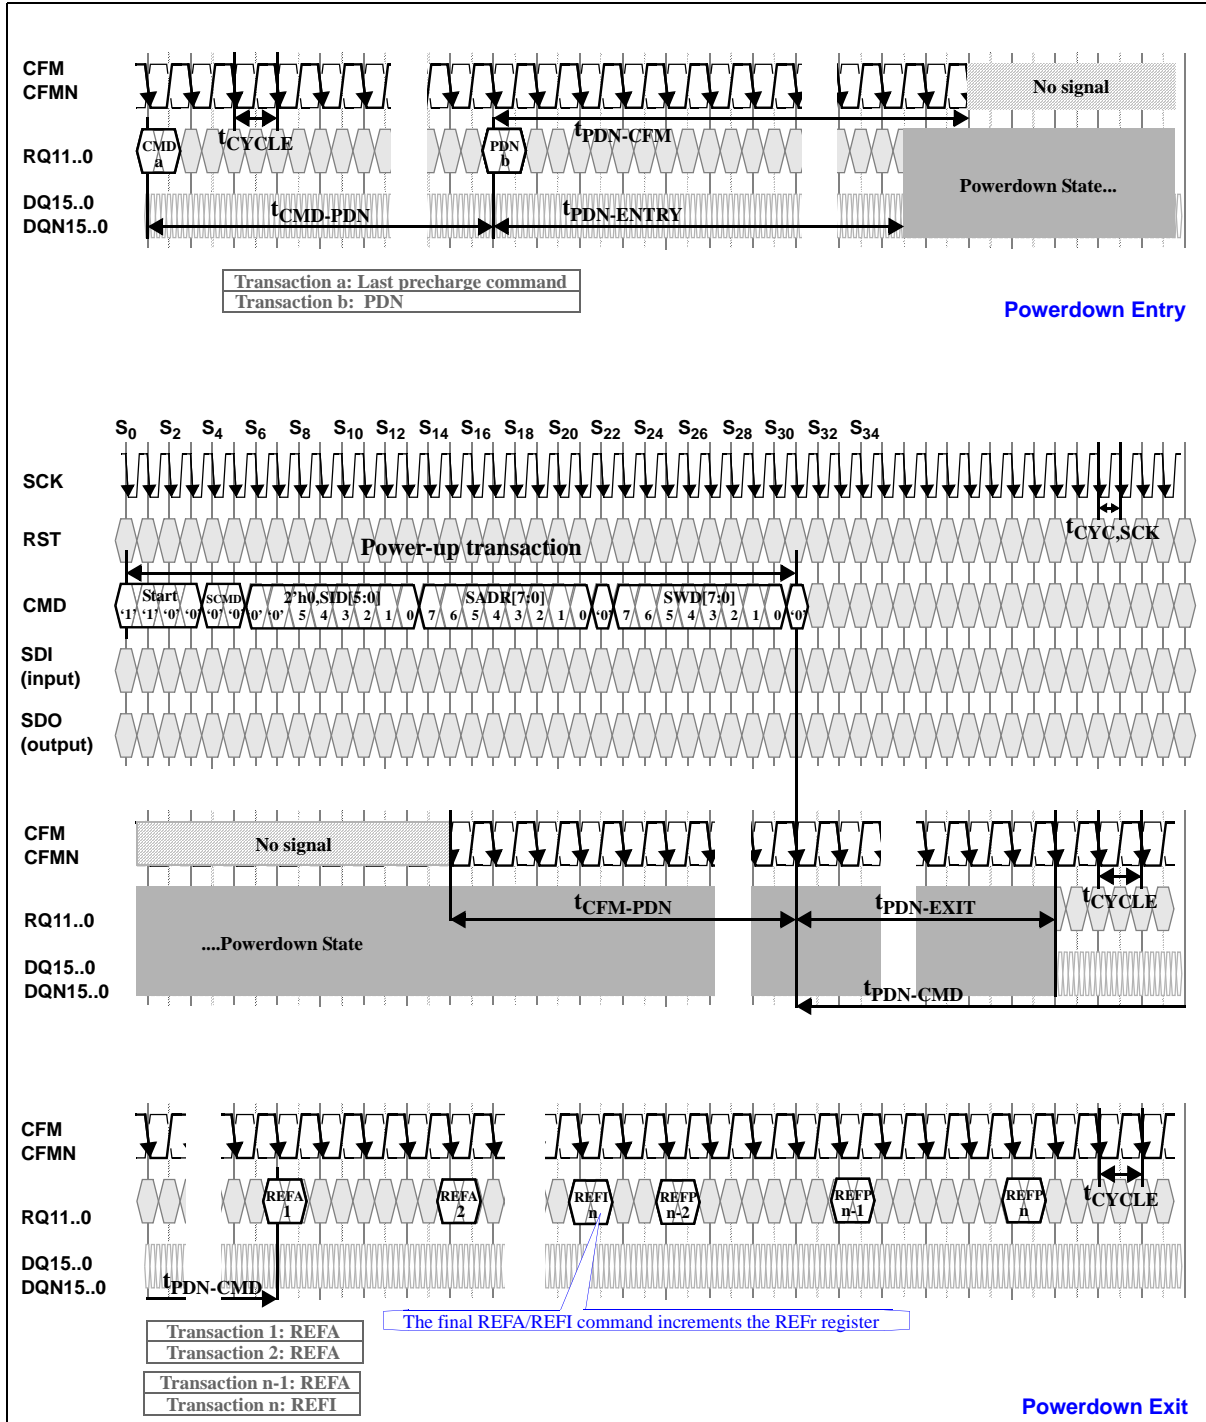 CFM
CFMN
No signal
tCYCLE
tPDN-CFM
RQ11..0
CMD
a
PDN
b
Powerdown State...
DQ15..0
DQN15..0
tCMD-PDN
tPDN-ENTRY
Transaction a: Last precharge command
Transaction b: PDN
Powerdown Entry
S0 S2 S4 S6 S8 S10 S12 S14 S16 S18 S20 S22 S24 S26 S28 S30 S32 S34
SCK
RST
tCYC,SCK
Power-up transaction
CMD
Start SCMD 2'h0,SID[5:0] SADR[7:0] SWD[7:0]
‘1’ ‘1’ ‘0’ ‘0’ ‘0’ ‘0’ ‘0’ ‘0’ 5 4 3 2 1 0 7 6 5 4 3 2 1 0 ‘0’ 7 6 5 4 3 2 1 0 ‘0’
SDI
(input)
SDO
(output)
CFM
CFMN
No signal
RQ11..0
tCFM-PDN
tPDN-EXIT
tCYCLE
....Powerdown State
DQ15..0
DQN15..0
tPDN-CMD
CFM
CFMN
RQ11..0
REFA
1
REFA
2
REFI
n
REFP
n-2
REFP
n-1
REFP
n
tCYCLE
DQ15..0
DQN15..0
tPDN-CMD
The final REFA/REFI command increments the REFr register
Transaction 1: REFA
Transaction 2: REFA
Transaction n-1: REFA
Transaction n: REFI
Powerdown Exit